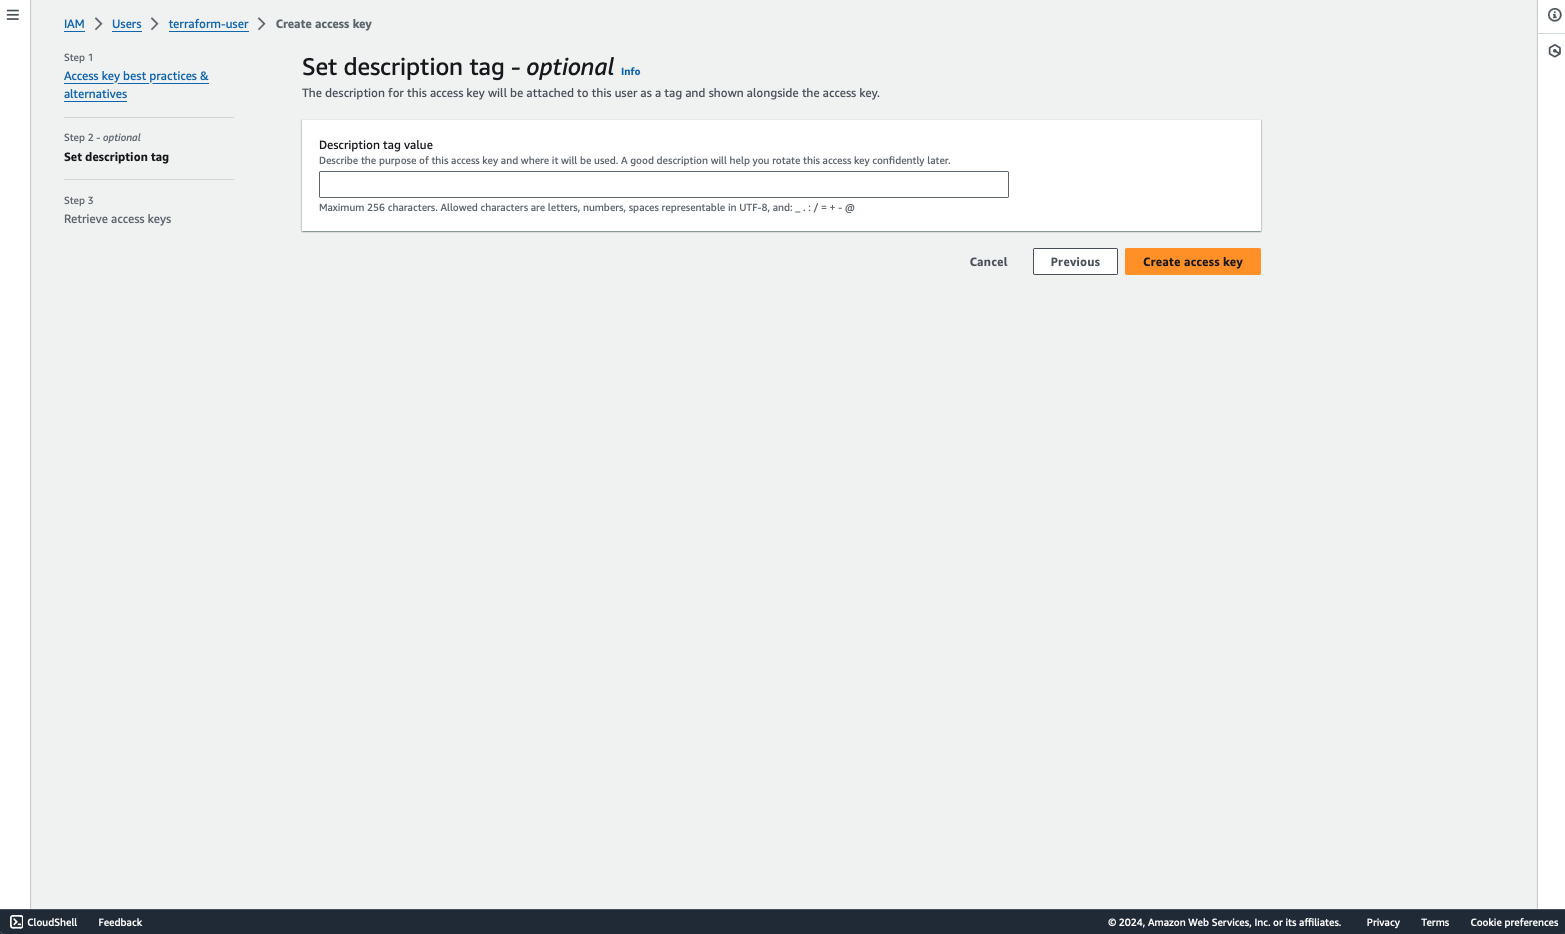 IAM > Users > terraform-user > Create access key
Step 1
Access key best practices &
alternatives
Step 2 - optional
Set description tag
Step 3
Retrieve access keys
Set description tag - optional Info
The description for this access key will be attached to this user as a tag and shown alongside the access key.
Description tag value
Describe the purpose of this access key and where it will be used. A good description will help you rotate this access key confidently later.
Maximum 256 characters. Allowed characters are letters, numbers, spaces representable in UTF-8, and: _ . : / = + - @
Cancel Previous Create access key
CloudShell Feedback © 2024, Amazon Web Services, Inc. or its affiliates. Privacy Terms Cookie preferences